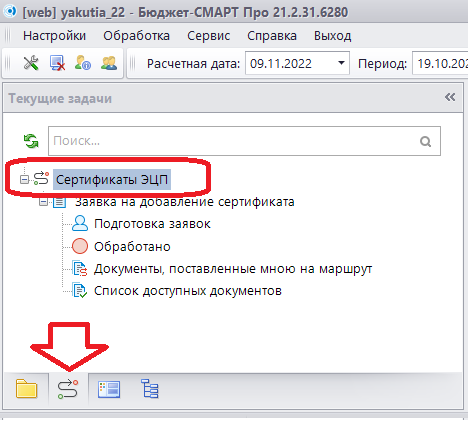 [web] yakutia_22 - Бюджет-СМАРТ Про 21.2.31.6280
Настройки Обработка Сервис Справка Выход
Расчетная дата: 09.11.2022 Период: 19.10.202
Текущие задачи
Поиск...
Сертификаты ЭЦП
Заявка на добавление сертификата
Подготовка заявок
Обработано
Документы, поставленные мною на маршрут
Список доступных документов